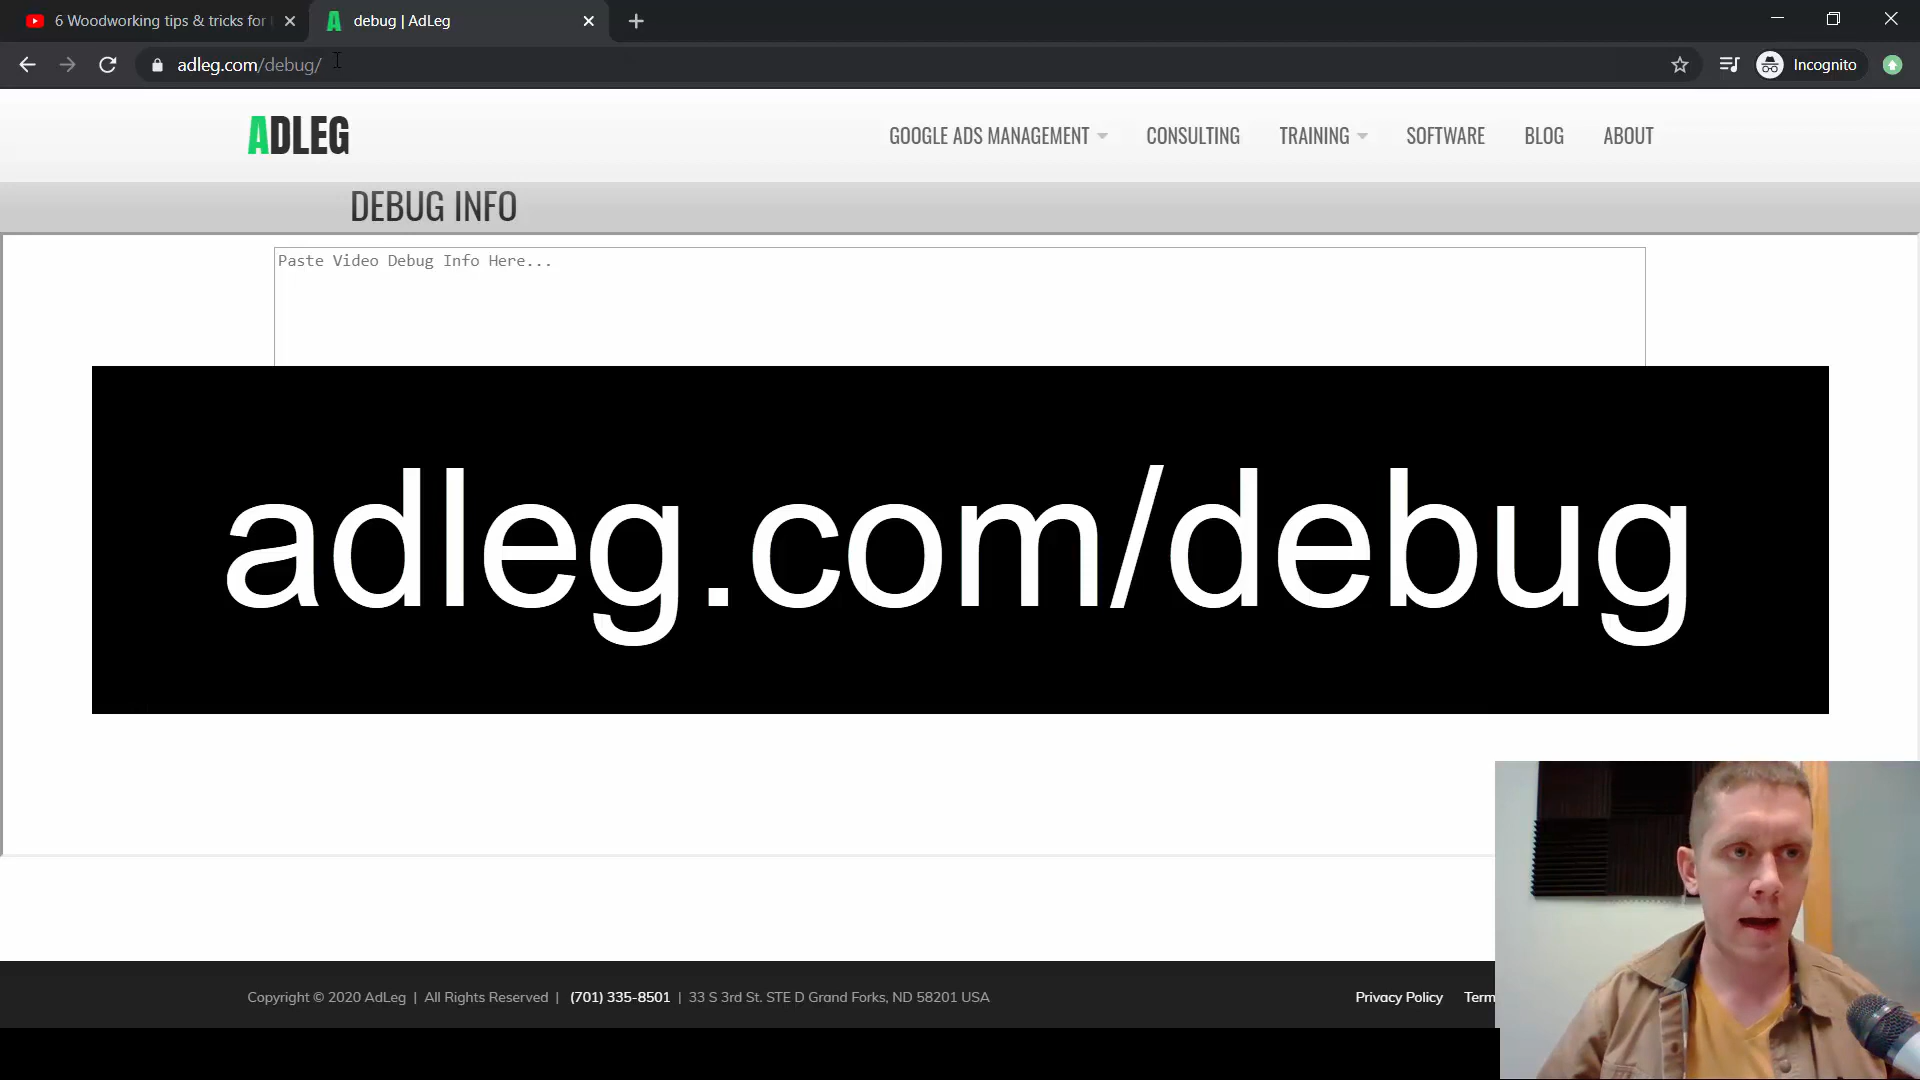 6 Woodworking tips & tricks for
debug | AdLeg
adleg.com/debug/
Incognito
ADLEG
GOOGLE ADS MANAGEMENT
CONSULTING
TRAINING
SOFTWARE
BLOG
ABOUT
DEBUG INFO
Paste Video Debug Info Here...
adleg.com/debug
Copyright © 2020 AdLeg | All Rights Reserved | (701) 335-8501 | 33 S 3rd St. STE D Grand Forks, ND 58201 USA
Privacy Policy
Term